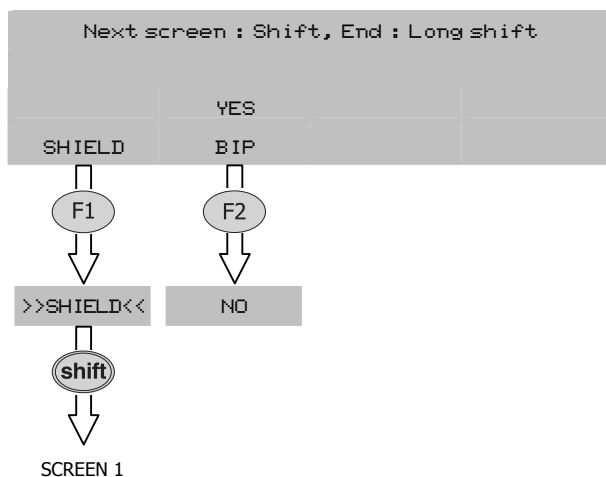 Next screen : Shift, End : Long shift
YES
SHIELD BIP
F1 F2
>>SHIELD<< NO
shift
SCREEN 1